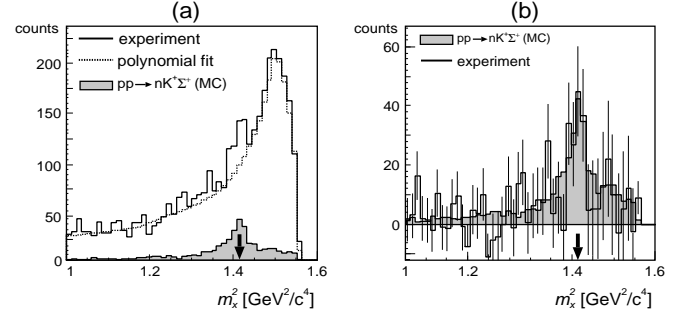 (a)
counts
experiment
polynomial fit
pp→nK⁺Σ⁺ (MC)
200
150
100
50
0
1 1.2 1.4 1.6
m²ₓ [GeV²/c⁴]
(b)
counts
pp→nK⁺Σ⁺ (MC)
experiment
60
40
20
0
1 1.2 1.4 1.6
m²ₓ [GeV²/c⁴]